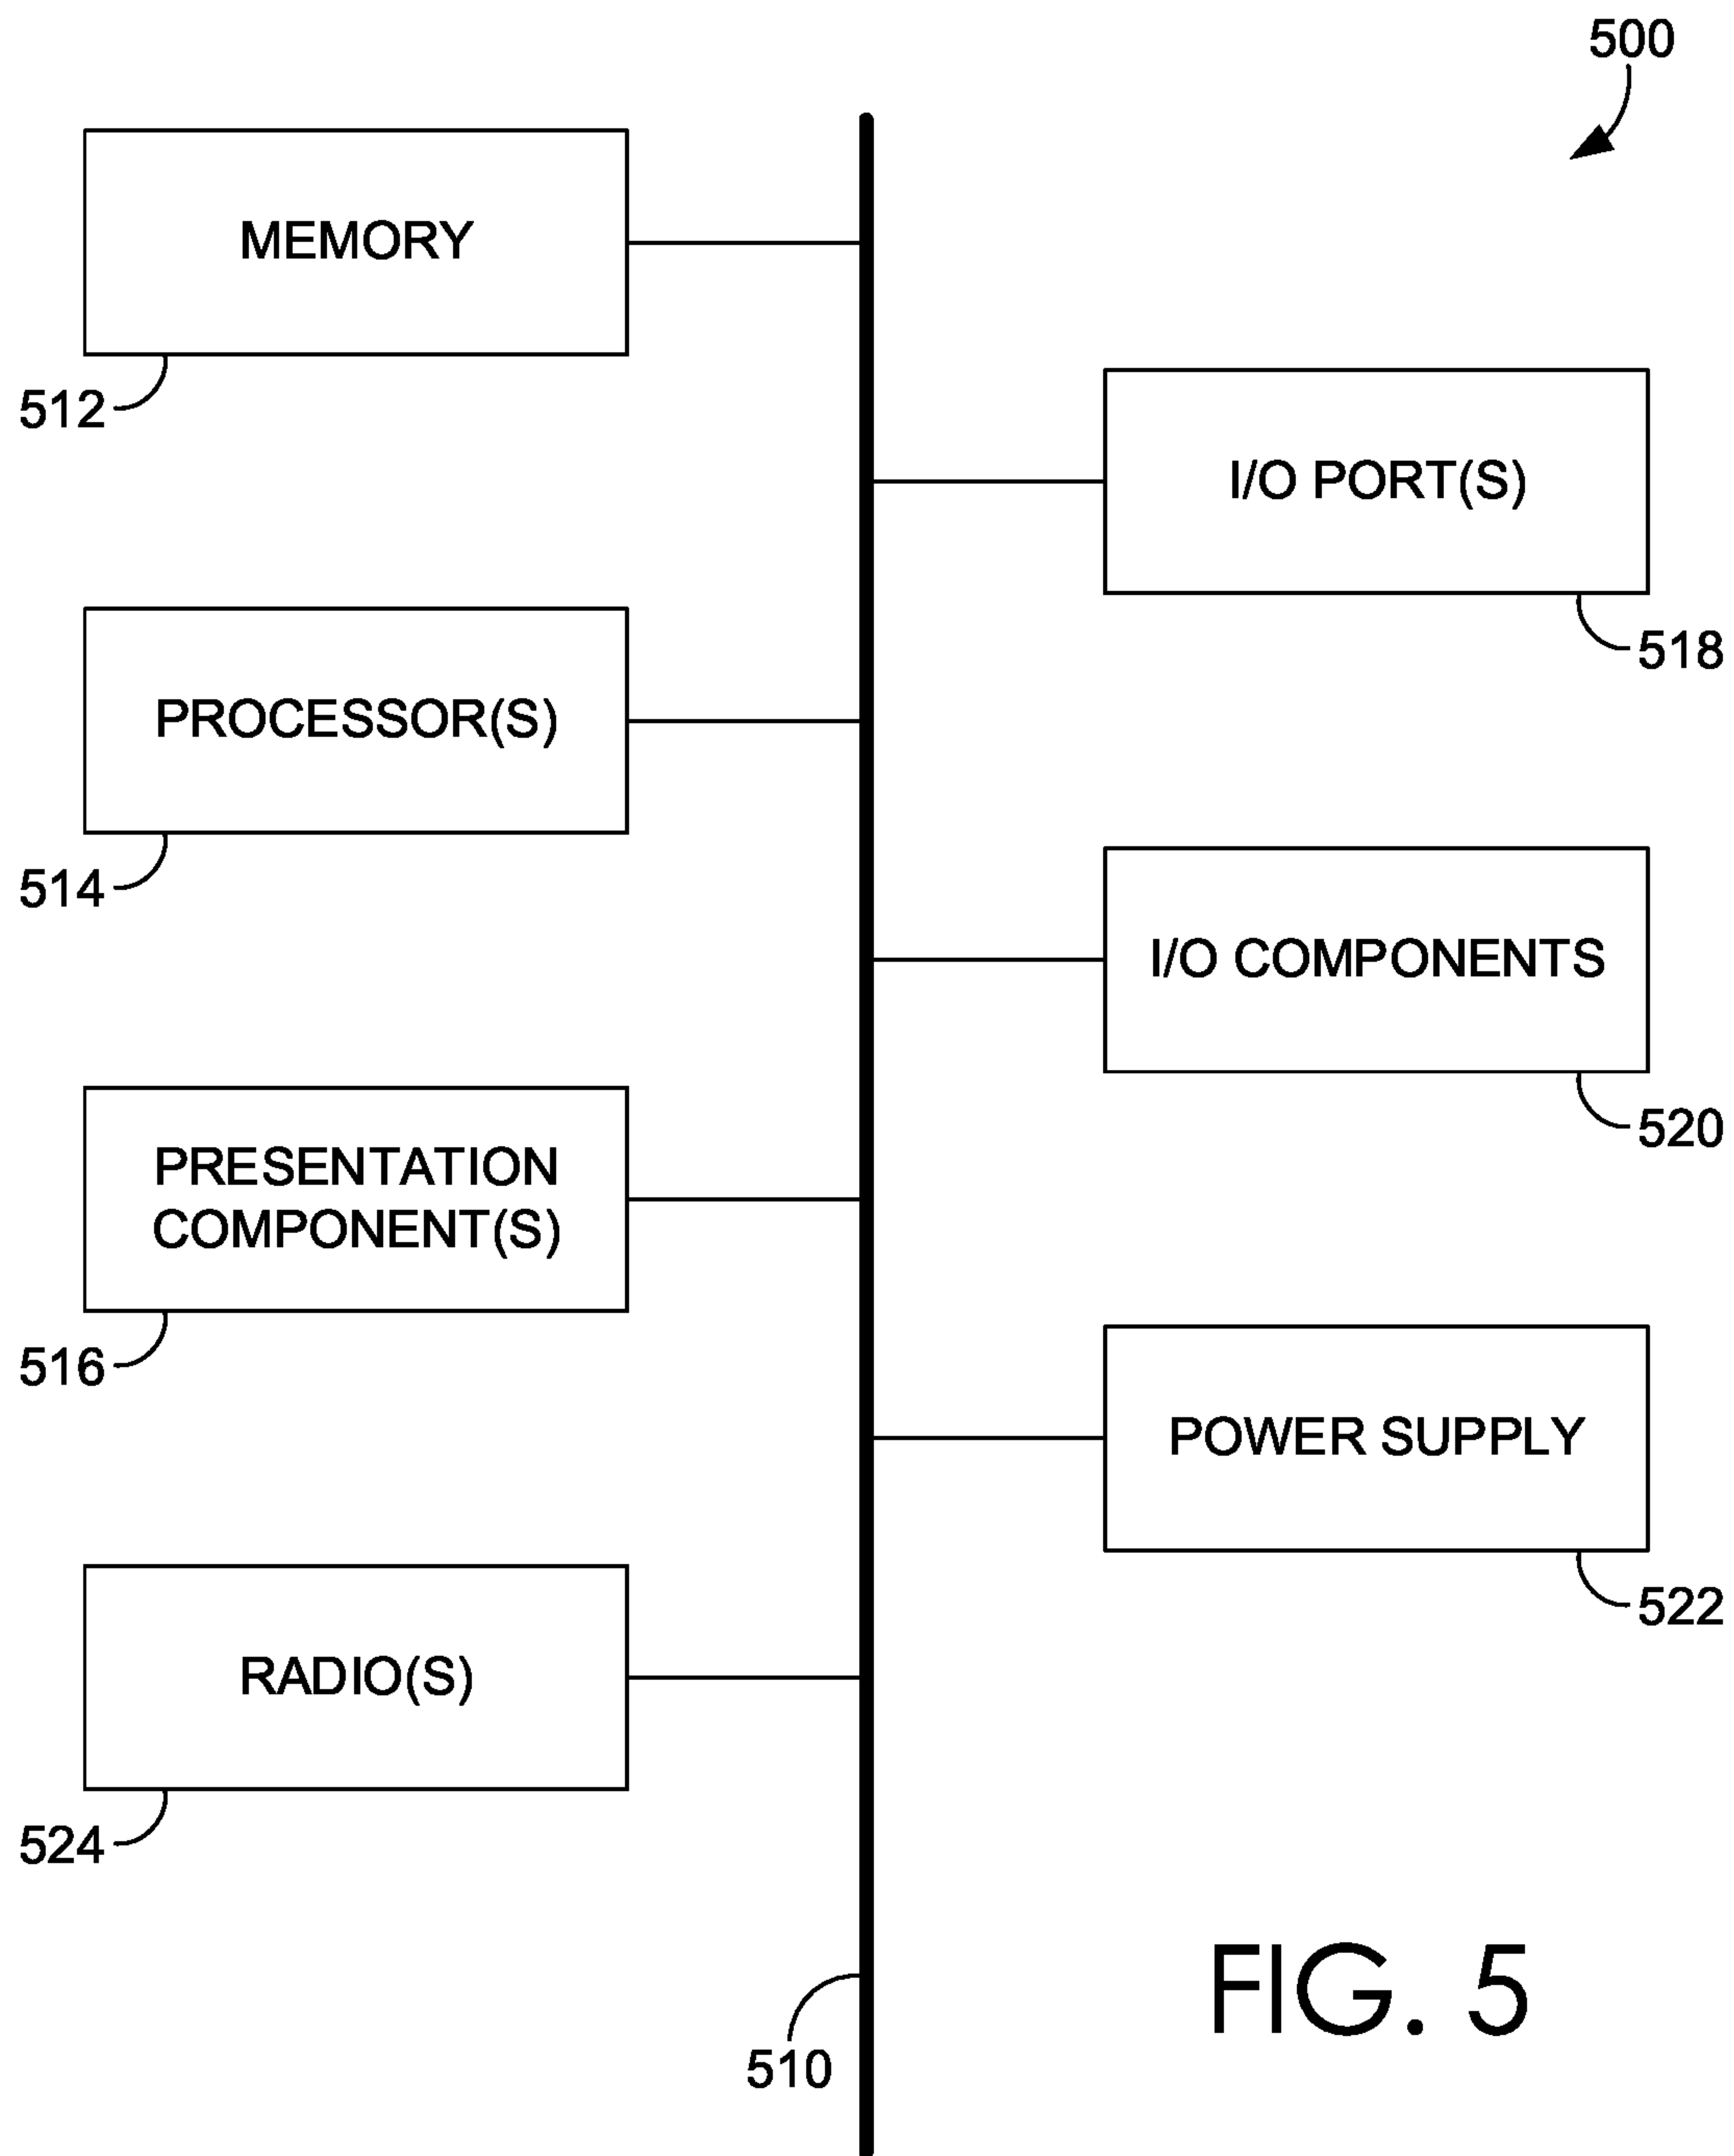 500
MEMORY
512
I/O PORT(S)
518
PROCESSOR(S)
514
I/O COMPONENTS
520
PRESENTATION
COMPONENT(S)
516
POWER SUPPLY
522
RADIO(S)
524
510
FIG. 5